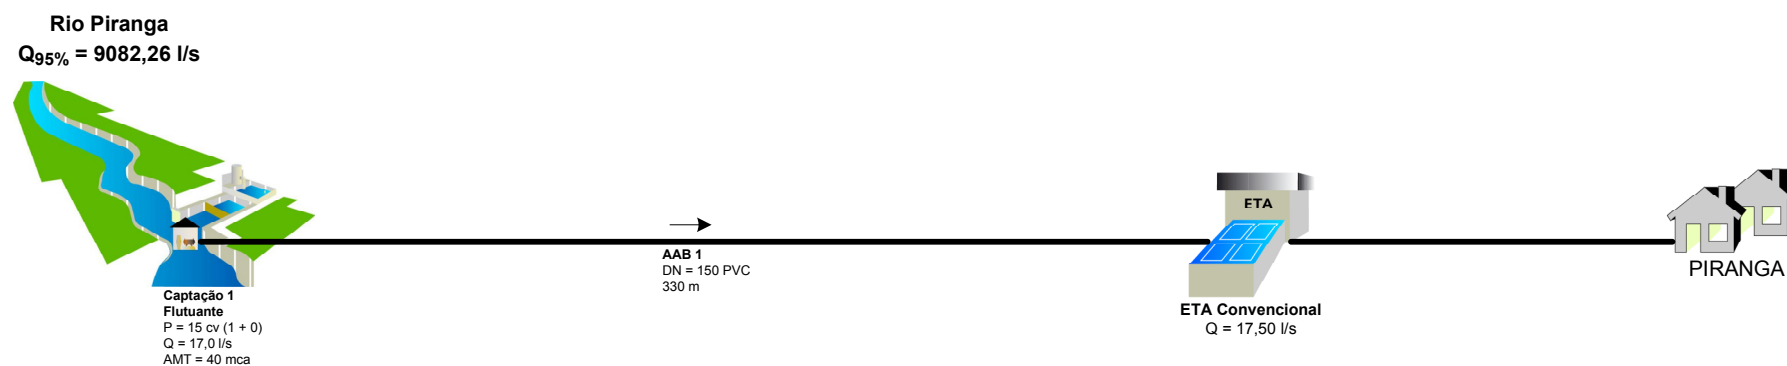 Rio Piranga
Q95% = 9082,26 l/s
Captação 1
Flutuante
P = 15 cv (1 + 0)
Q = 17,0 l/s
AMT = 40 mca
AAB 1
DN = 150 PVC
330 m
ETA
ETA Convencional
Q = 17,50 l/s
PIRANGA